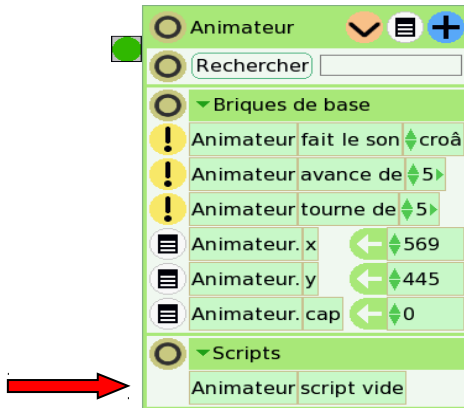 Animateur
Rechercher
Briques de base
Animateur fait le son croâ
Animateur avance de 5
Animateur tourne de 5
Animateur. x 569
Animateur. y 445
Animateur. cap 0
Scripts
Animateur script vide